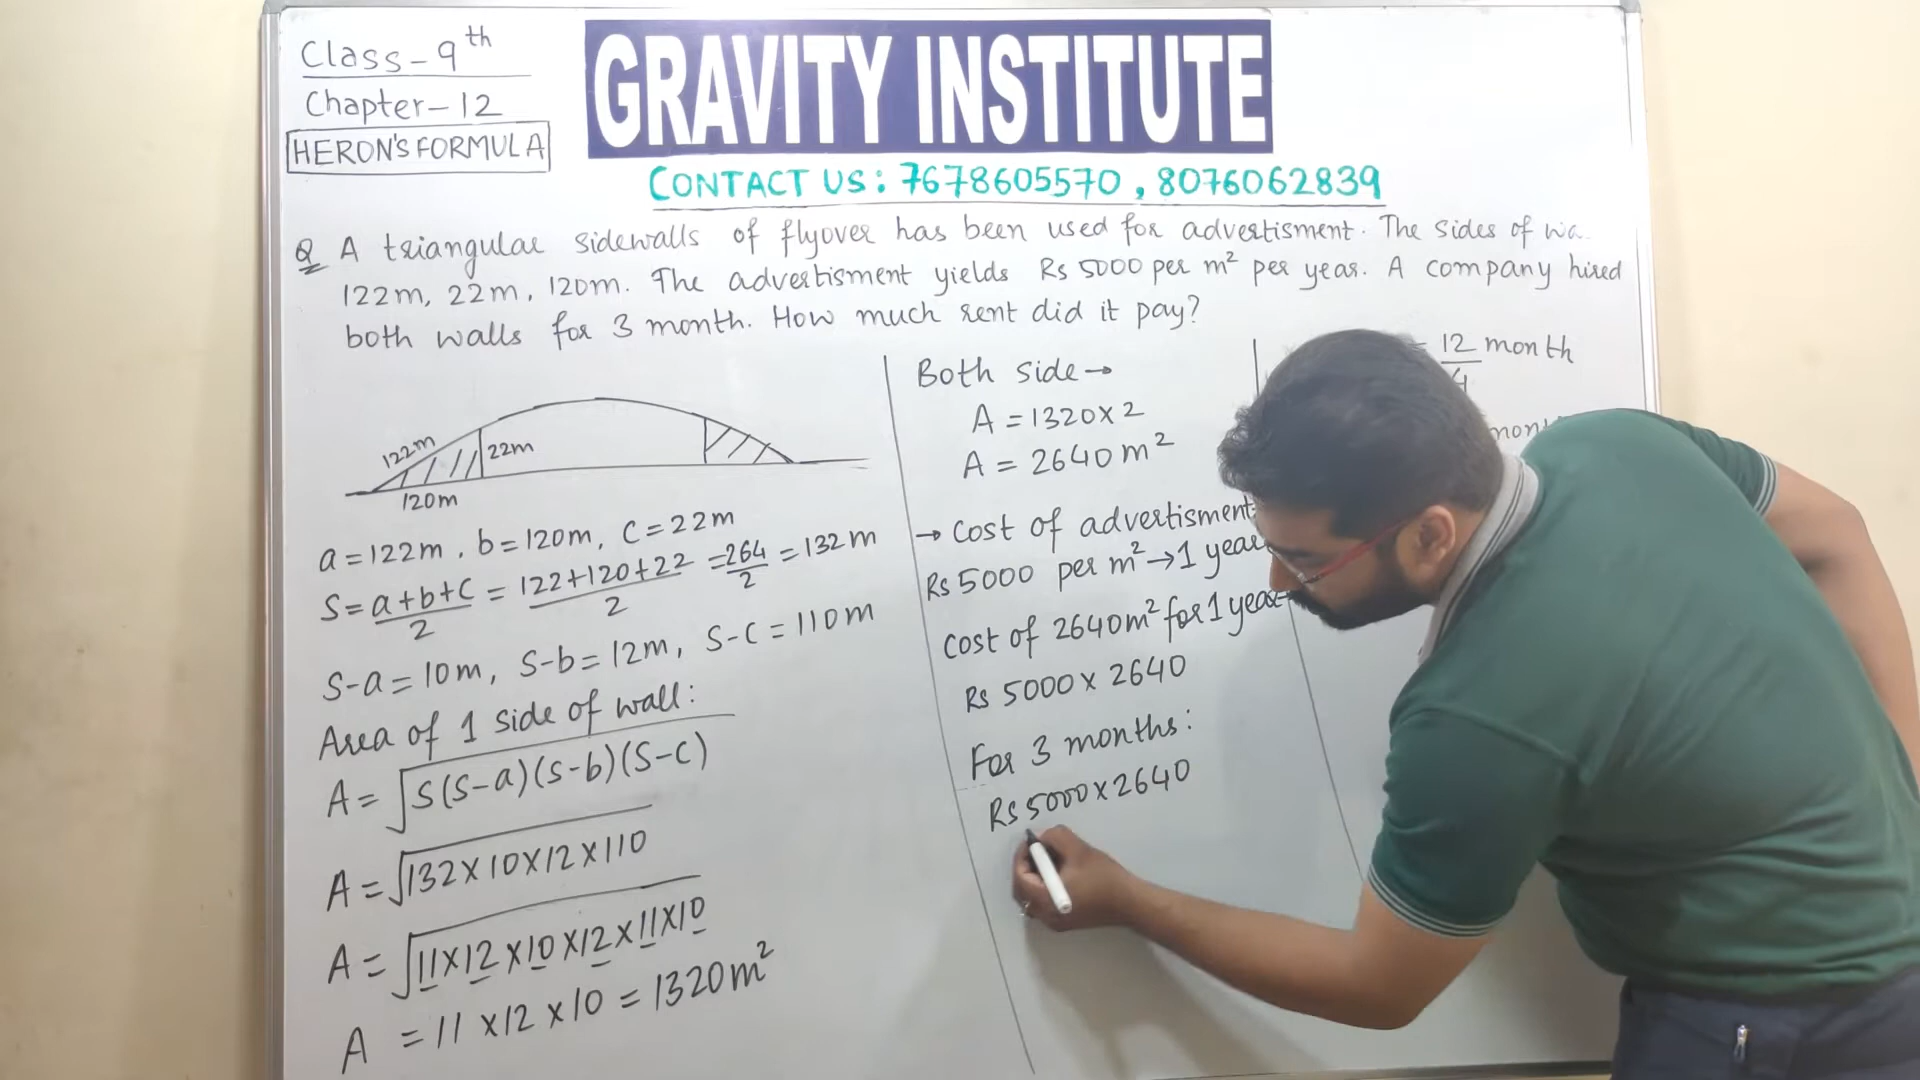 Class-9th
Chapter-12
HERON'S FORMULA
GRAVITY INSTITUTE
CONTACT US: 7678605570, 8076062839
Q A triangular sidewalls of flyover has been used for advertisment. The sides of
122m, 22m, 120m. The advertisment yields Rs 5000 per m² per year. A company hired
both walls for 3 month. How much rent did it pay?
122m
22m
120m
a=122m, b=120m, C=22m
S=a+b+c/2 = 122+120+22/2 = 264/2 = 132m
S-a=10m, S-b=12m, S-C=110m
Area of 1 side of wall:
A=√S(S-a)(S-b)(S-C)
A=√132×10×12×110
A=√11×12×10×12×11×10
A =11×12×10=1320m²
Both side→
A=1320×2
A=2640m²
→Cost of advertisment
Rs 5000 per m²→1 year
Cost of 2640m² for 1 year
Rs 5000×2640
For 3 months:
Rs 5000×2640
= 12/4 month